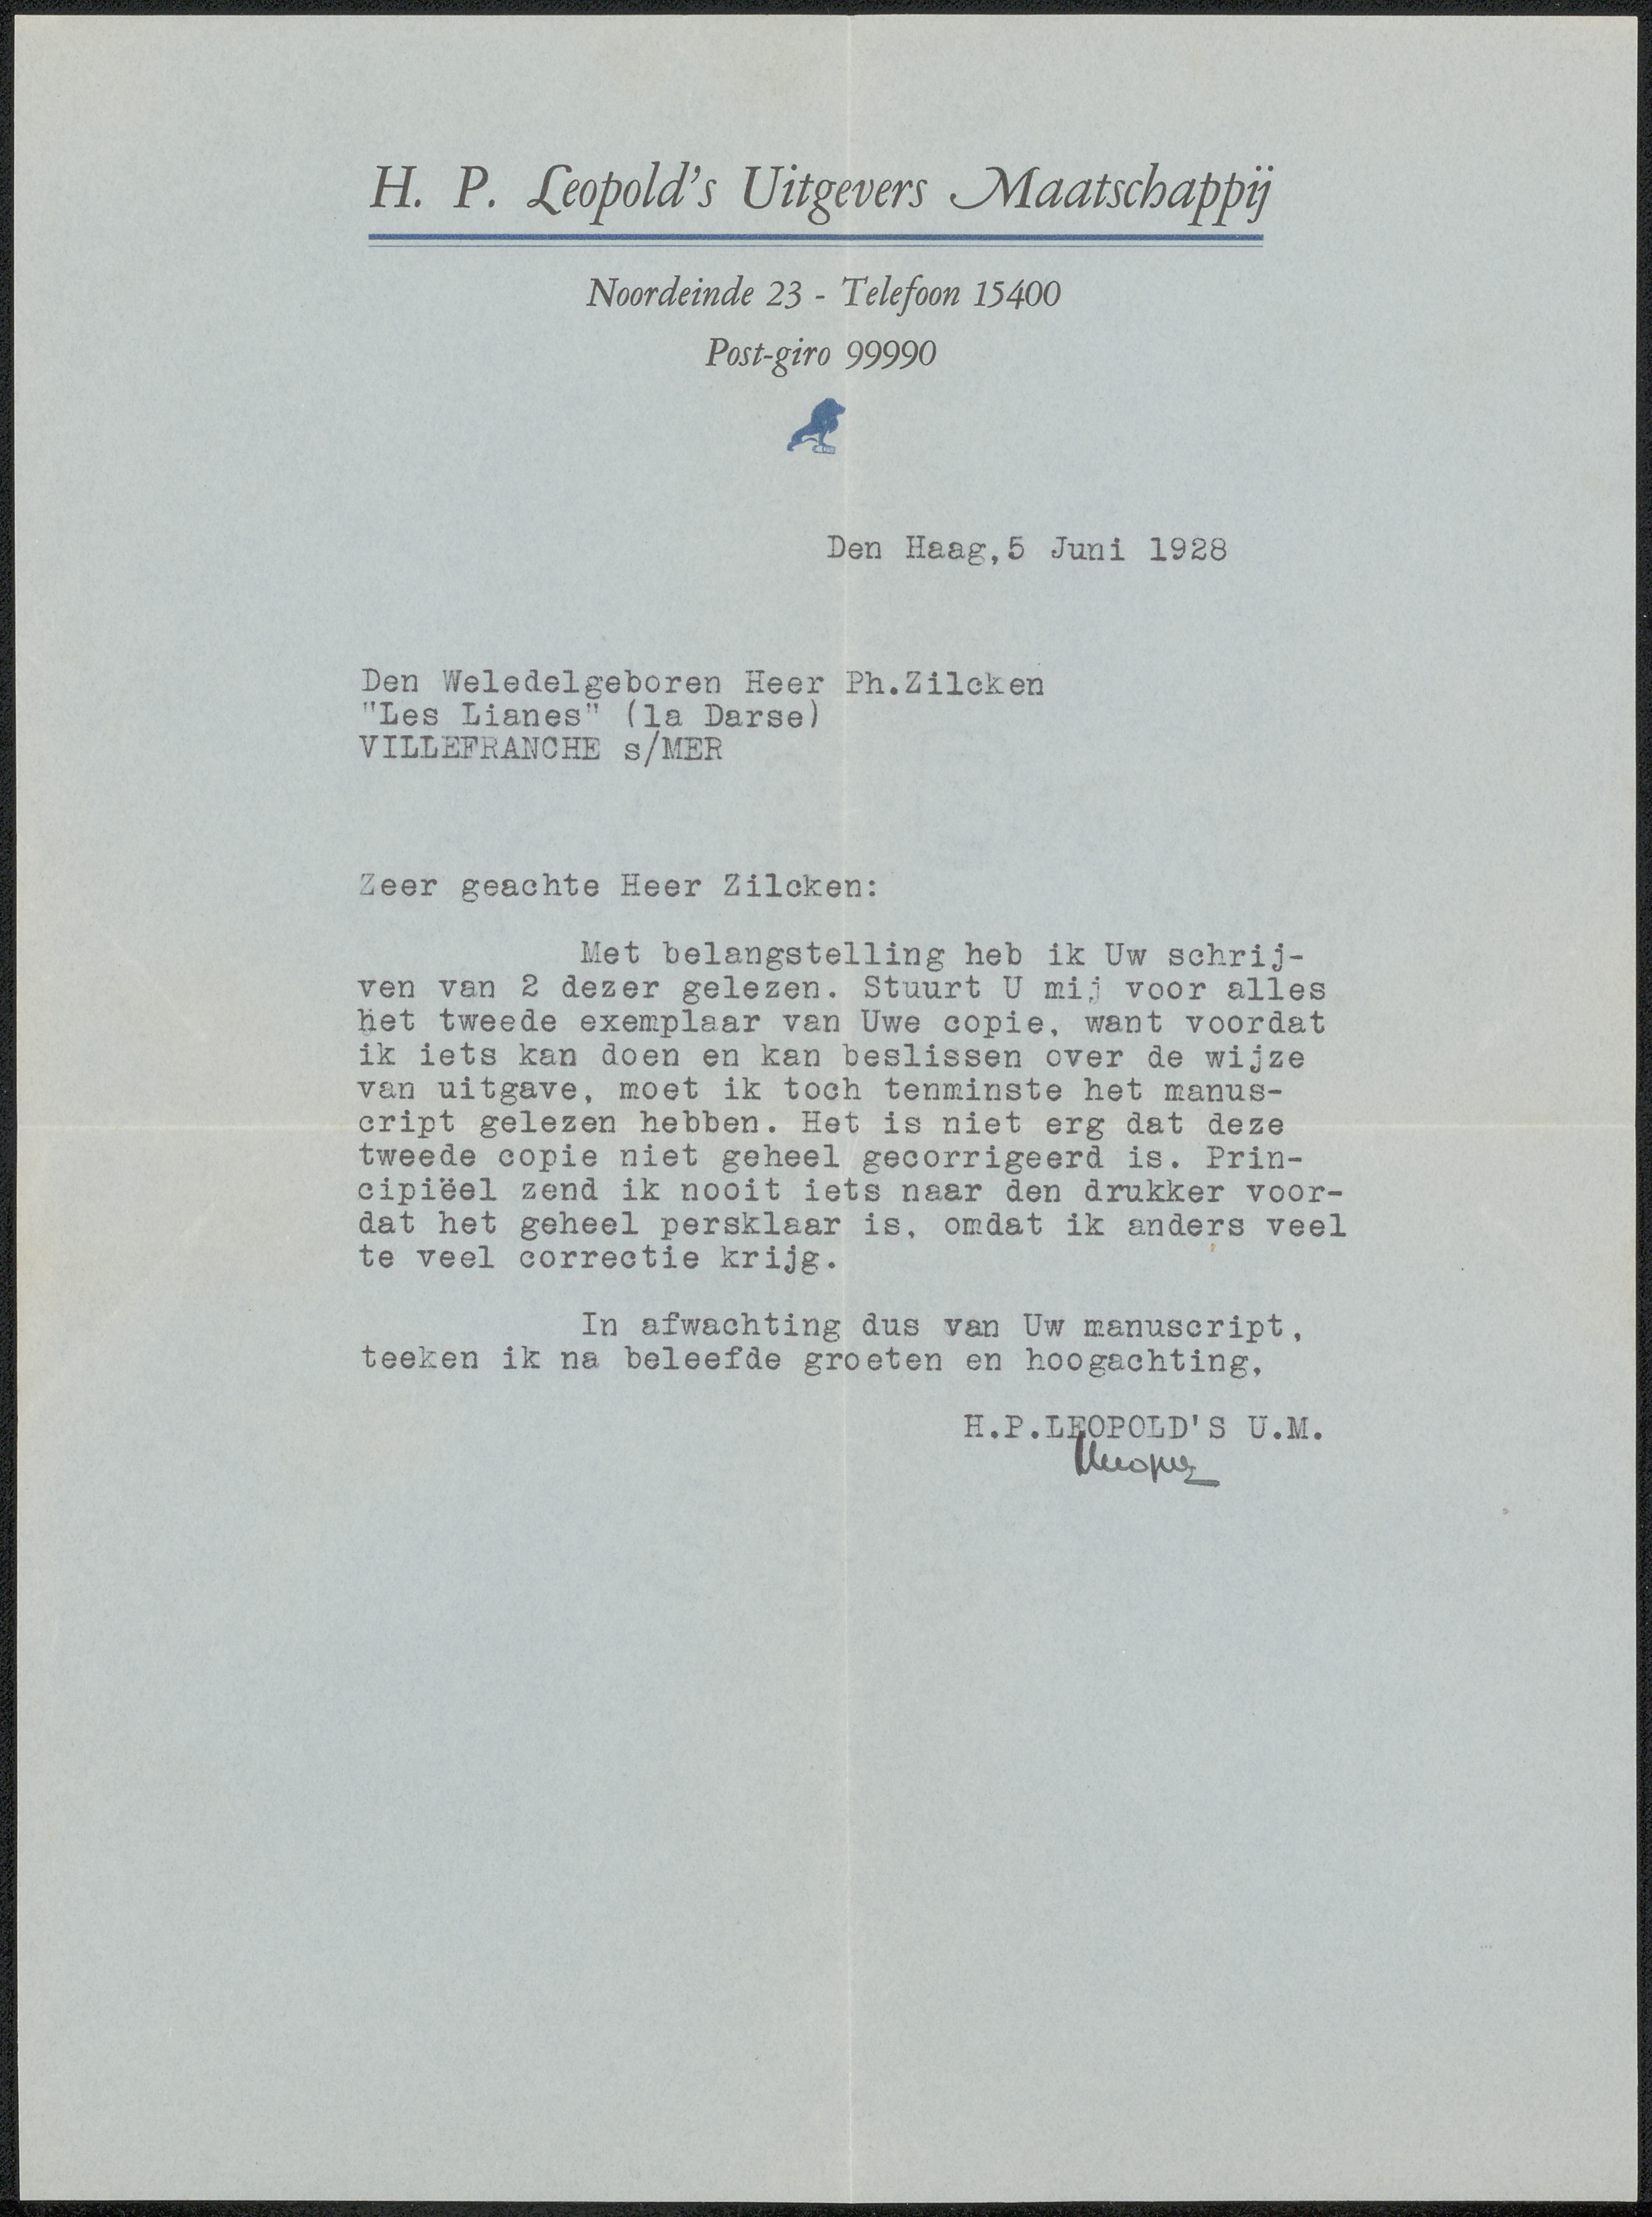 H. P. Leopold's Uitgevers Maatschappij
Noordeinde 23 - Telefoon 15400
Post-giro 99990
Den Haag,5 Juni 1928
Den Weledelgeboren Heer Ph.Zilcken
"Les Lianes" (la Darse)
VILLEFRANCHE s/MER
Zeer geachte Heer Zilcken:
Met belangstelling heb ik Uw schrij-
ven van 2 dezer gelezen. Stuurt U mij voor alles
het tweede exemplaar van Uwe copie, want voordat
ik iets kan doen en kan beslissen over de wijze
van uitgave, moet ik toch tenminste het manus-
cript gelezen hebben. Het is niet erg dat deze
tweede copie niet geheel gecorrigeerd is. Prin-
cipiëel zend ik nooit iets naar den drukker voor-
dat het geheel persklaar is, omdat ik anders veel
te veel correctie krijg.
In afwachting dus van Uw manuscript,
teeken ik na beleefde groeten en hoogachting,
H.P.LEOPOLD'S U.M.